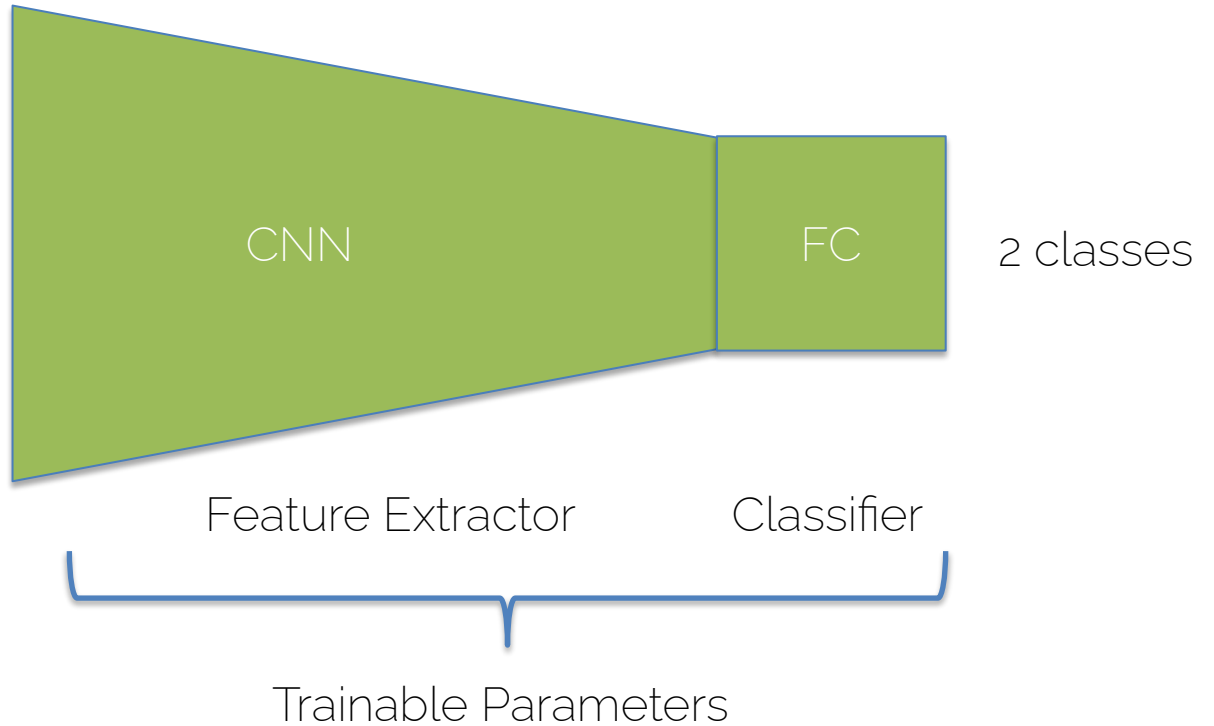 CNN
FC
2 classes
Feature Extractor
Classifier
Trainable Parameters